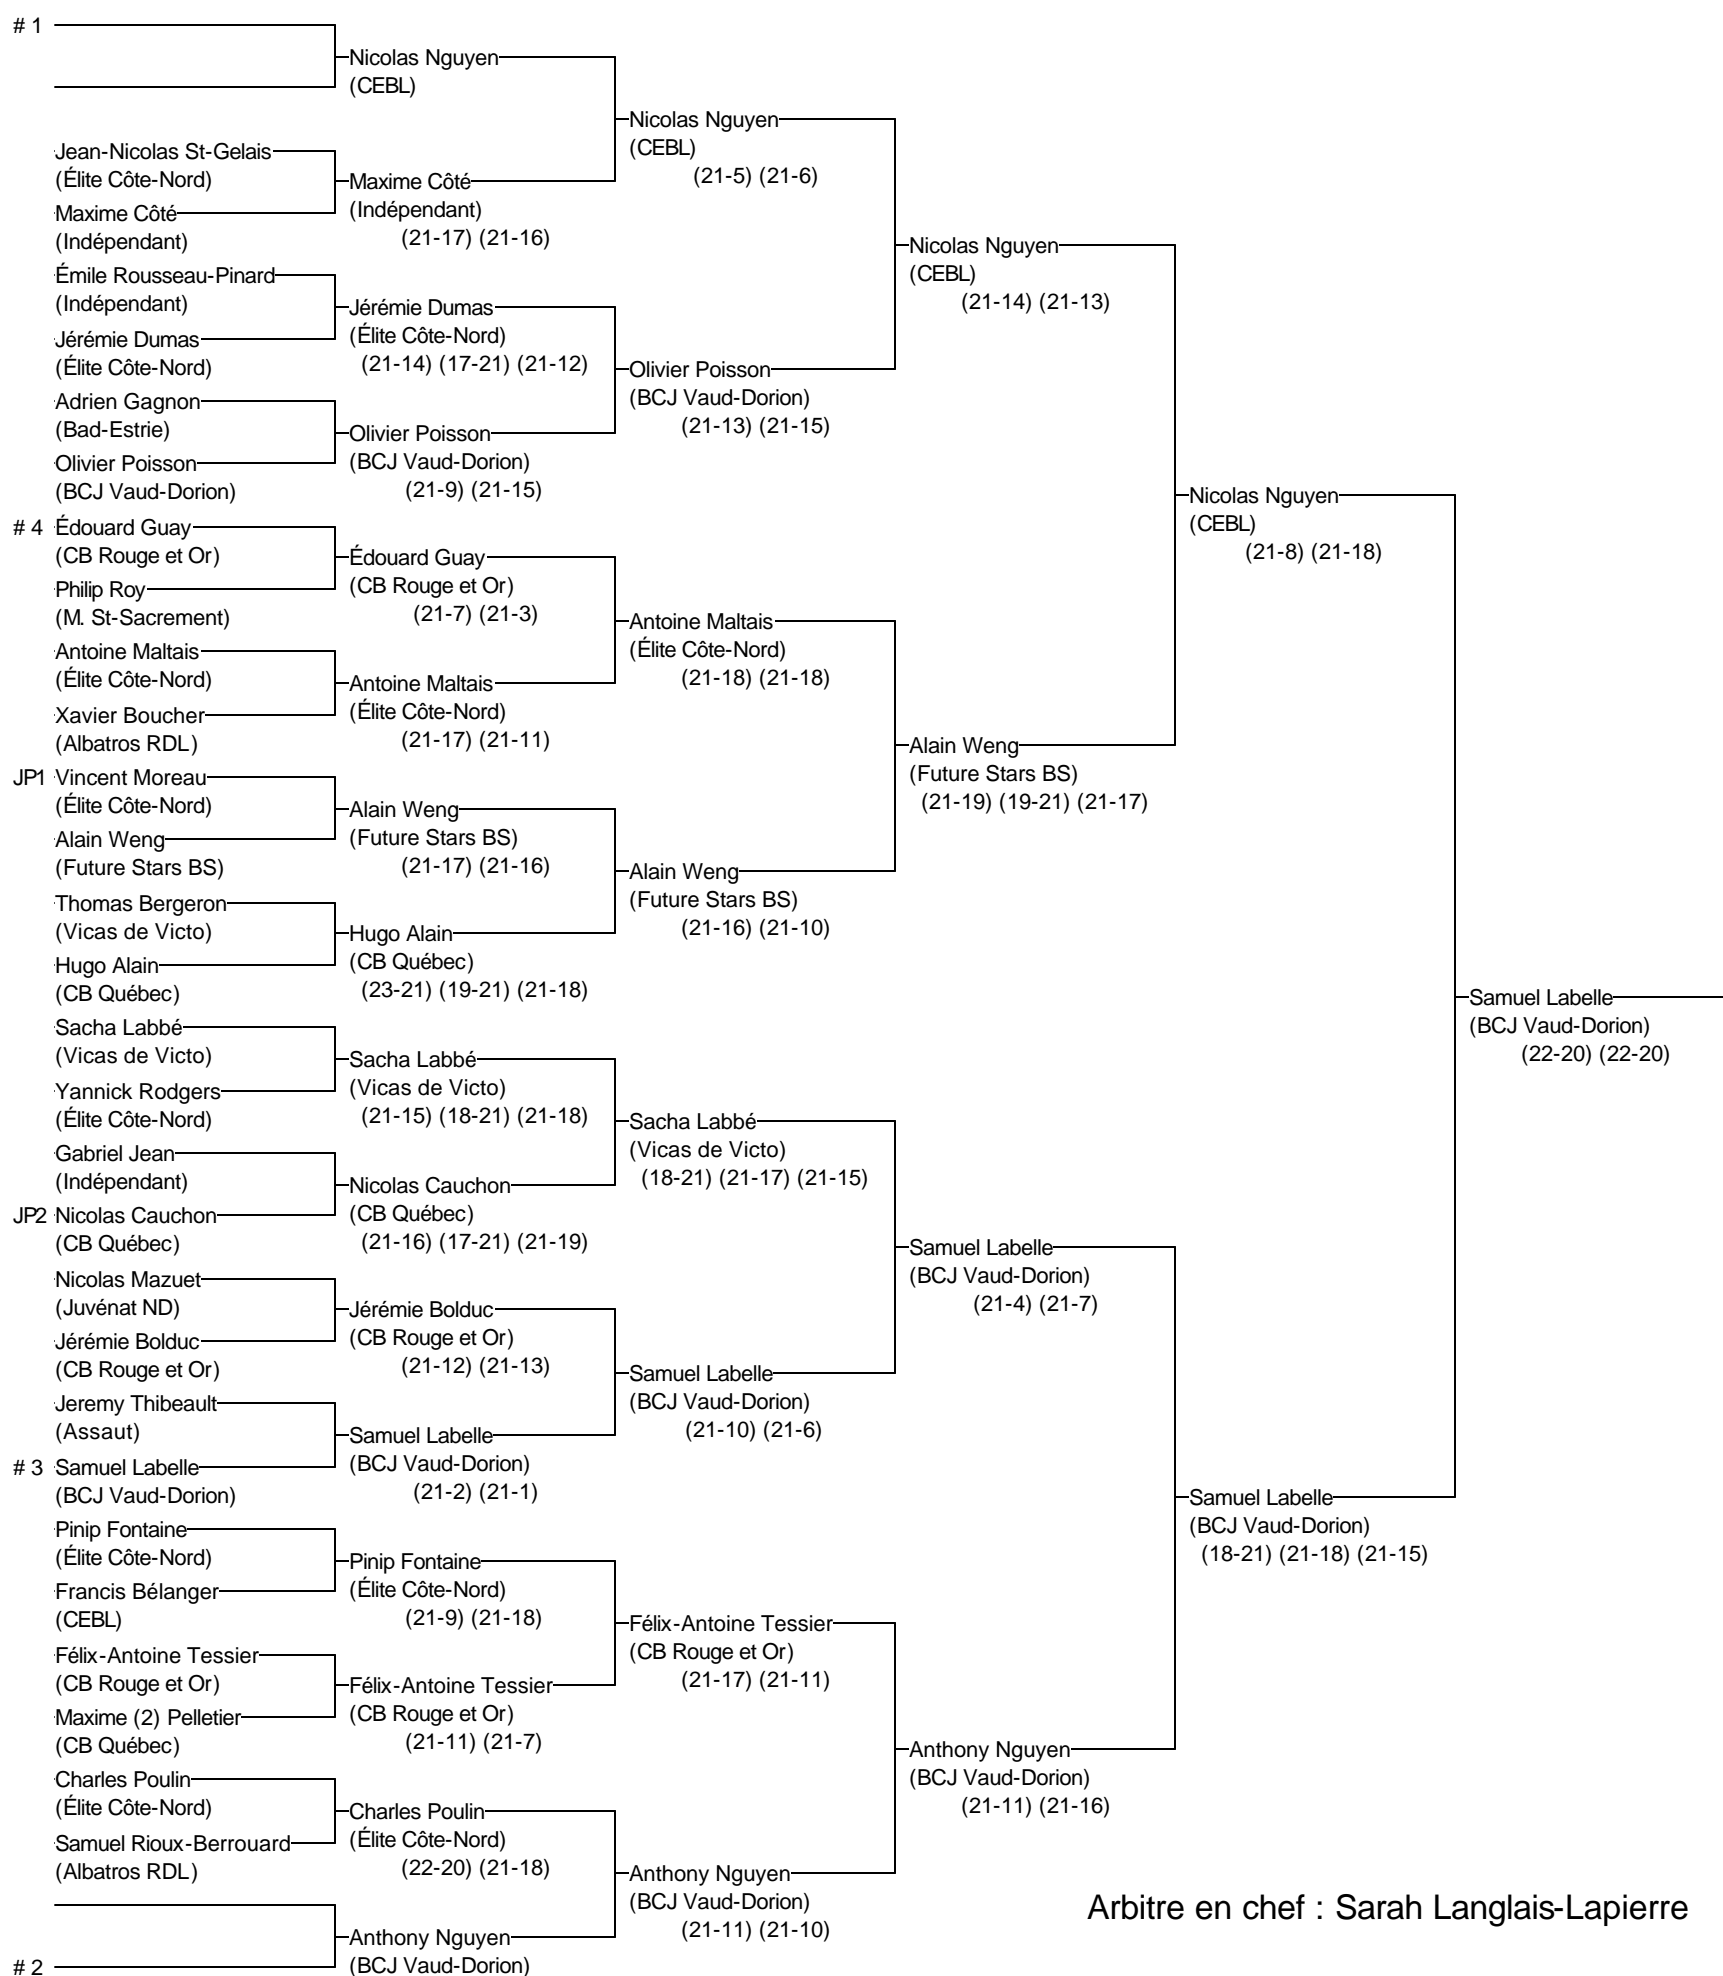 # 1
Nicolas Nguyen
(CEBL)
Nicolas Nguyen
(CEBL)
(21-5) (21-6)
Jean-Nicolas St-Gelais
(Élite Côte-Nord)
Maxime Côté
(Indépendant)
(21-17) (21-16)
Maxime Côté
(Indépendant)
Nicolas Nguyen
(CEBL)
(21-14) (21-13)
Émile Rousseau-Pinard
(Indépendant)
Jérémie Dumas
(Élite Côte-Nord)
(21-14) (17-21) (21-12)
Jérémie Dumas
(Élite Côte-Nord)
Olivier Poisson
(BCJ Vaud-Dorion)
(21-13) (21-15)
Adrien Gagnon
(Bad-Estrie)
Olivier Poisson
(BCJ Vaud-Dorion)
(21-9) (21-15)
Olivier Poisson
(BCJ Vaud-Dorion)
Nicolas Nguyen
(CEBL)
(21-8) (21-18)
# 4 Édouard Guay
(CB Rouge et Or)
Édouard Guay
(CB Rouge et Or)
(21-7) (21-3)
Philip Roy
(M. St-Sacrement)
Antoine Maltais
(Élite Côte-Nord)
(21-18) (21-18)
Antoine Maltais
(Élite Côte-Nord)
Antoine Maltais
(Élite Côte-Nord)
(21-17) (21-11)
Xavier Boucher
(Albatros RDL)
Alain Weng
(Future Stars BS)
(21-19) (19-21) (21-17)
JP1 Vincent Moreau
(Élite Côte-Nord)
Alain Weng
(Future Stars BS)
(21-17) (21-16)
Alain Weng
(Future Stars BS)
Alain Weng
(Future Stars BS)
(21-16) (21-10)
Thomas Bergeron
(Vicas de Victo)
Hugo Alain
(CB Québec)
(23-21) (19-21) (21-18)
Hugo Alain
(CB Québec)
Samuel Labelle
(BCJ Vaud-Dorion)
(22-20) (22-20)
Sacha Labbé
(Vicas de Victo)
Sacha Labbé
(Vicas de Victo)
(21-15) (18-21) (21-18)
Yannick Rodgers
(Élite Côte-Nord)
Sacha Labbé
(Vicas de Victo)
(18-21) (21-17) (21-15)
Gabriel Jean
(Indépendant)
Nicolas Cauchon
(CB Québec)
(21-16) (17-21) (21-19)
JP2 Nicolas Cauchon
(CB Québec)
Samuel Labelle
(BCJ Vaud-Dorion)
(21-4) (21-7)
Nicolas Mazuet
(Juvénat ND)
Jérémie Bolduc
(CB Rouge et Or)
(21-12) (21-13)
Jérémie Bolduc
(CB Rouge et Or)
Samuel Labelle
(BCJ Vaud-Dorion)
(21-10) (21-6)
Jeremy Thibeault
(Assaut)
Samuel Labelle
(BCJ Vaud-Dorion)
(21-2) (21-1)
# 3 Samuel Labelle
(BCJ Vaud-Dorion)
Samuel Labelle
(BCJ Vaud-Dorion)
(18-21) (21-18) (21-15)
Pinip Fontaine
(Élite Côte-Nord)
Pinip Fontaine
(Élite Côte-Nord)
(21-9) (21-18)
Francis Bélanger
(CEBL)
Félix-Antoine Tessier
(CB Rouge et Or)
(21-17) (21-11)
Félix-Antoine Tessier
(CB Rouge et Or)
Félix-Antoine Tessier
(CB Rouge et Or)
(21-11) (21-7)
Maxime (2) Pelletier
(CB Québec)
Anthony Nguyen
(BCJ Vaud-Dorion)
(21-11) (21-16)
Charles Poulin
(Élite Côte-Nord)
Charles Poulin
(Élite Côte-Nord)
(22-20) (21-18)
Samuel Rioux-Berrouard
(Albatros RDL)
Anthony Nguyen
(BCJ Vaud-Dorion)
(21-11) (21-10)
Anthony Nguyen
(BCJ Vaud-Dorion)
# 2
Arbitre en chef : Sarah Langlais-Lapierre